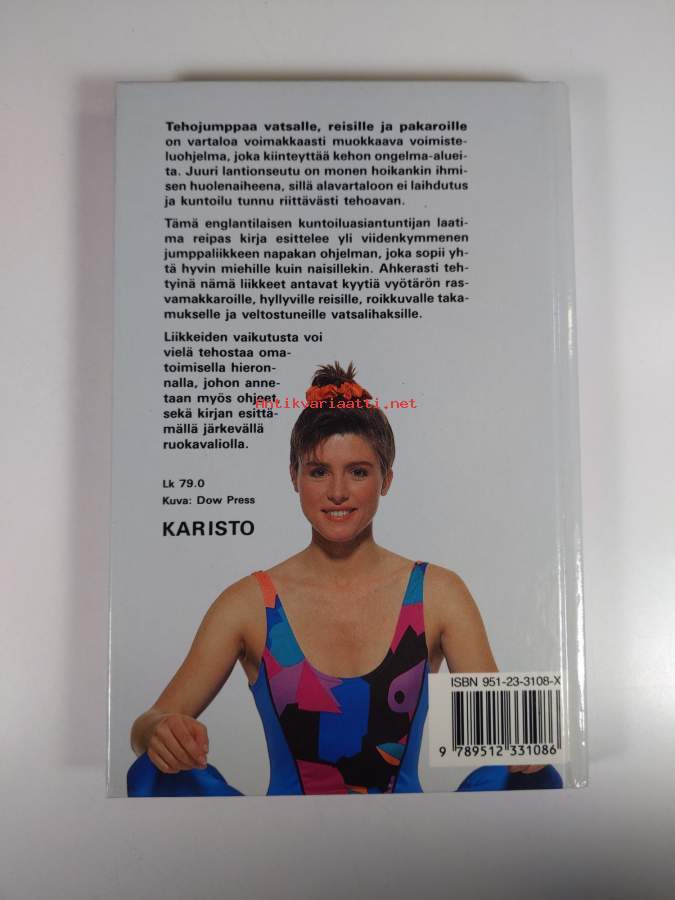 Tehojumppaa vatsalle, reisille ja pakaroille
on vartaloa voimakkaasti muokkaava voimiste-
luohjelma, joka kiinteyttää kehon ongelma-aluei-
ta. Juuri lantionseutu on monen hoikankin ihmi-
sen huolenaiheena, sillä alavartaloon ei laihdutus
ja kuntoilu tunnu riittävästi tehoavan.
Tämä englantilaisen kuntoiluasiantuntijan laati-
ma reipas kirja esittelee yli viidenkymmenen
jumppaliikkeen napakan ohjelman, joka sopii yh-
tä hyvin miehille kuin naisillekin. Ahkerasti teh-
tyinä nämä liikkeet antavat kyytiä vyötärön ras-
vamakkaroille, hyllyville reisille, roikkuvalle taka-
mukselle ja veltostuneille vatsalihaksille.
Liikkeiden vaikutusta voi
vielä tehostaa oma-
toimisella hieron-
nalla, johon anne-
taan myös ohjeet
Antikvariaatti.net
sekä kirjan esittä-
mällä järkevällä
ruokavaliolla.
Lk 79.0
Kuva: Dow Press
KARISTO
ISBN 951-23-3108-X
9 789512 331086